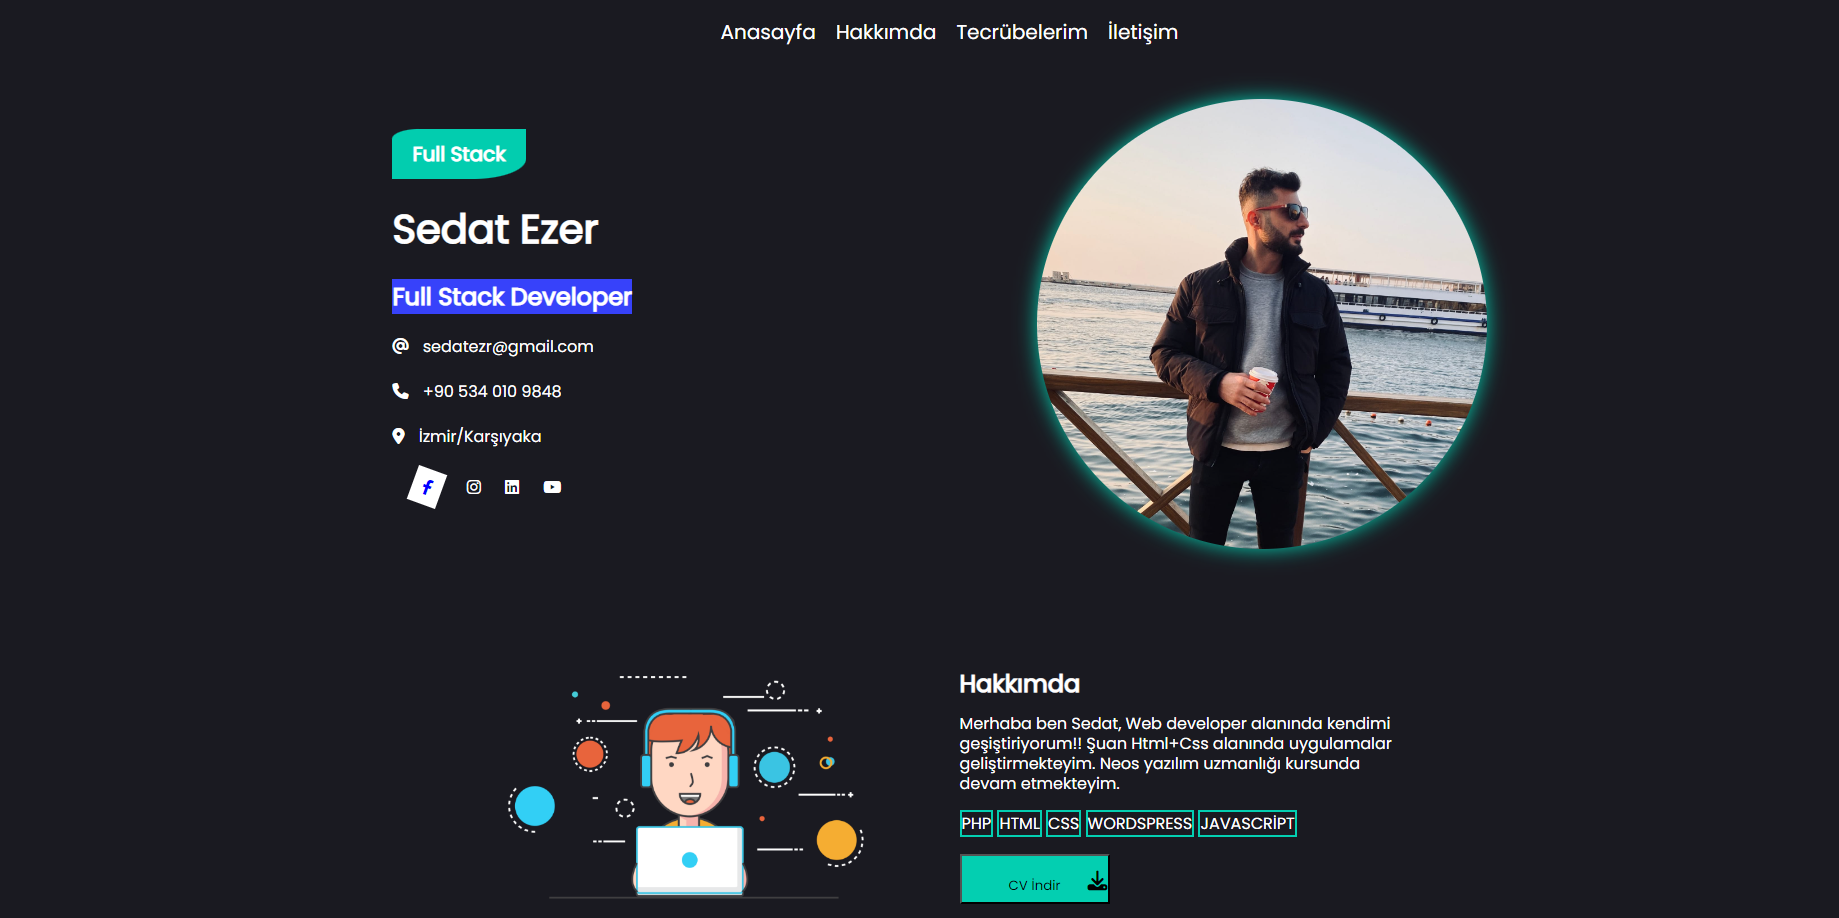 Anasayfa Hakkımda Tecrübelerim İletişim
Full Stack
Sedat Ezer
Full Stack Developer
sedatezr@gmail.com
+90 534 010 9848
İzmir/Karşıyaka
Hakkımda
Merhaba ben Sedat, Web developer alanında kendimi
geşiştiriyorum!! Şuan Html+Css alanında uygulamalar
geliştirmekteyim. Neos yazılım uzmanlığı kursunda
devam etmekteyim.
PHP HTML CSS WORDSPRESS JAVASCRİPT
CV İndir